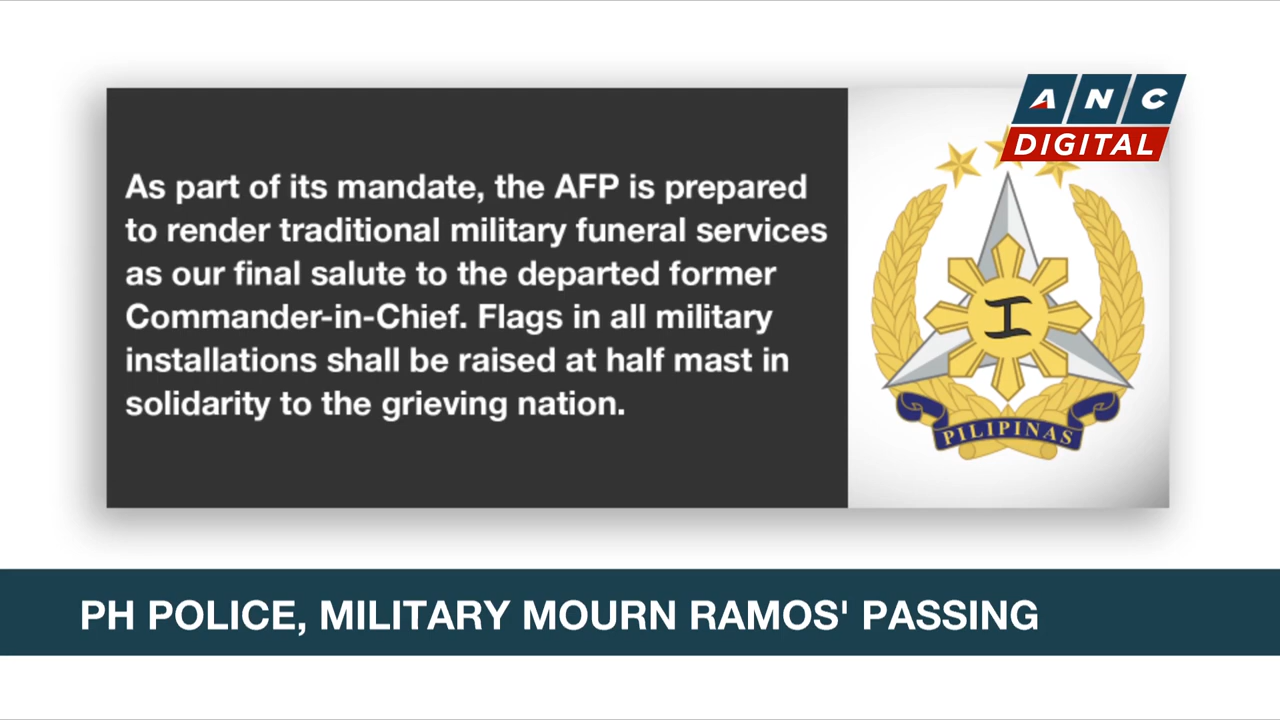 ANC
DIGITAL
As part of its mandate, the AFP is prepared
to render traditional military funeral services
as our final salute to the departed former
Commander-in-Chief. Flags in all military
installations shall be raised at half mast in
solidarity to the grieving nation.
PILIPINAS
PH POLICE, MILITARY MOURN RAMOS' PASSING